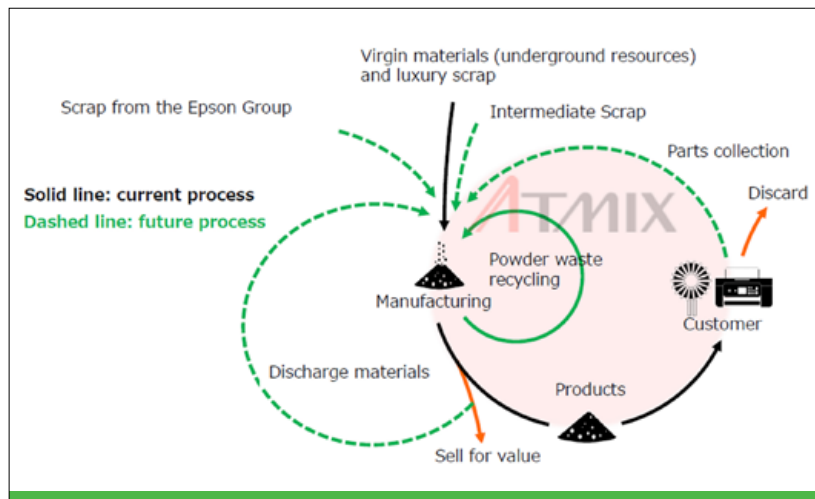 Virgin materials (underground resources)
and luxury scrap
Scrap from the Epson Group
Intermediate Scrap
Parts collection
Solid line: current process
Dashed line: future process
Discard
ATMIX
Powder waste
recycling
Manufacturing
Customer
Discharge materials
Products
Sell for value